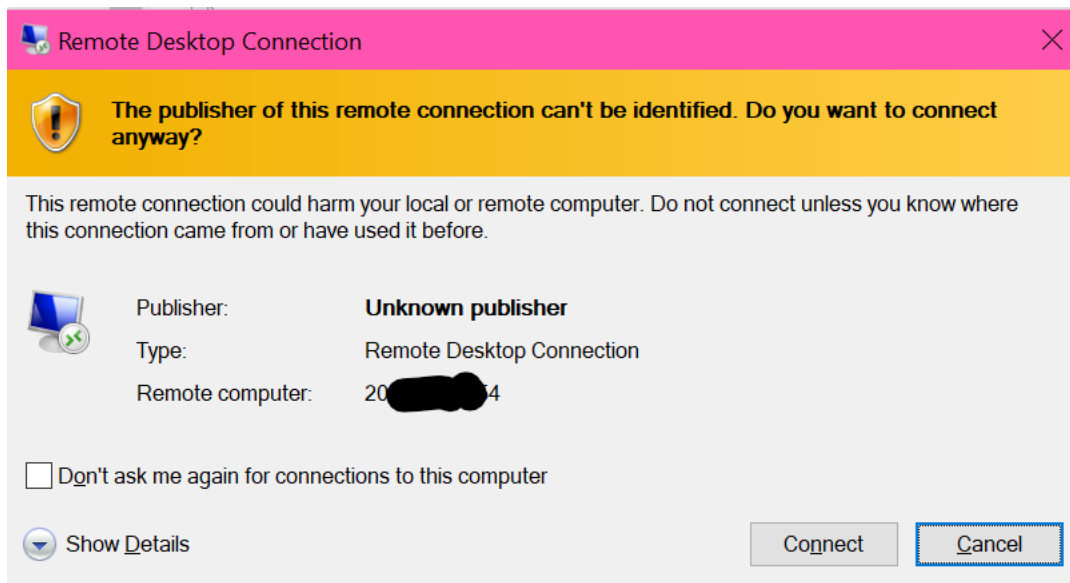 Remote Desktop Connection
The publisher of this remote connection can't be identified. Do you want to connect
anyway?
This remote connection could harm your local or remote computer. Do not connect unless you know where
this connection came from or have used it before.
Publisher: Unknown publisher
Type: Remote Desktop Connection
Remote computer:
Don't ask me again for connections to this computer
Show Details Connect Cancel